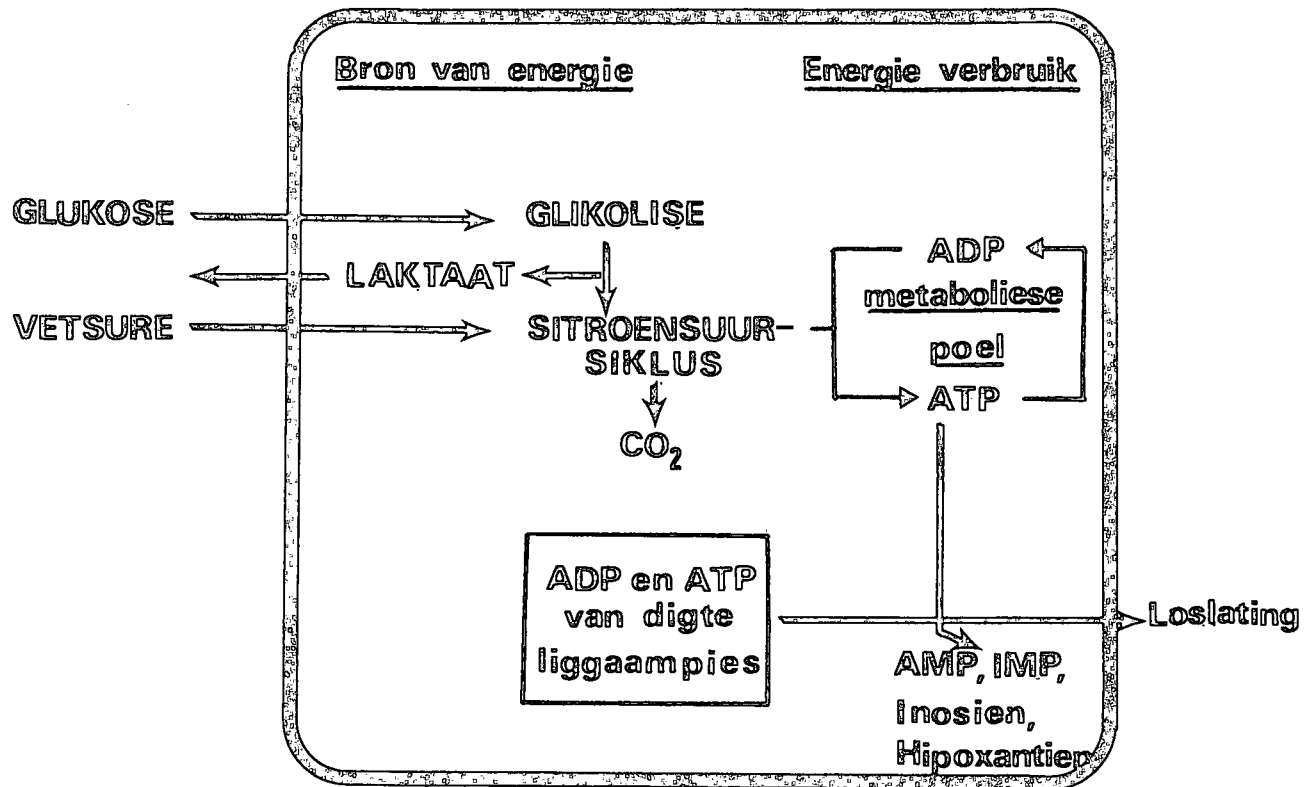 Bron van energie
Energie verbruik
GLUKOSE
GLIKOLISE
LAKTAAT
VETSURE
SITROENSUUR
SIKLUS
CO₂
ADP
metaboliese
poel
ATP
ADP en ATP
van digte
liggaampies
Loslating
AMP, IMP,
Inosien,
Hipoxantien